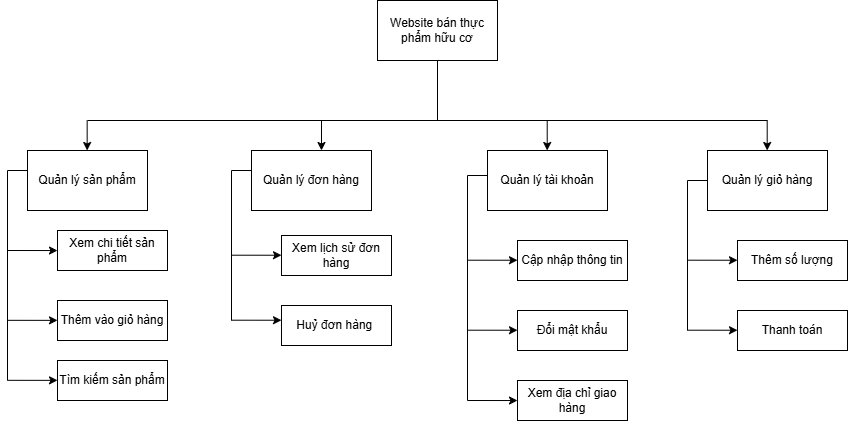 Website bán thực
phẩm hữu cơ
Quản lý sản phẩm
Quản lý đơn hàng
Quản lý tài khoản
Quản lý giỏ hàng
Xem chi tiết sản
phẩm
Thêm vào giỏ hàng
Tìm kiếm sản phẩm
Xem lịch sử đơn
hàng
Huỷ đơn hàng
Cập nhập thông tin
Đổi mật khẩu
Xem địa chỉ giao
hàng
Thêm số lượng
Thanh toán